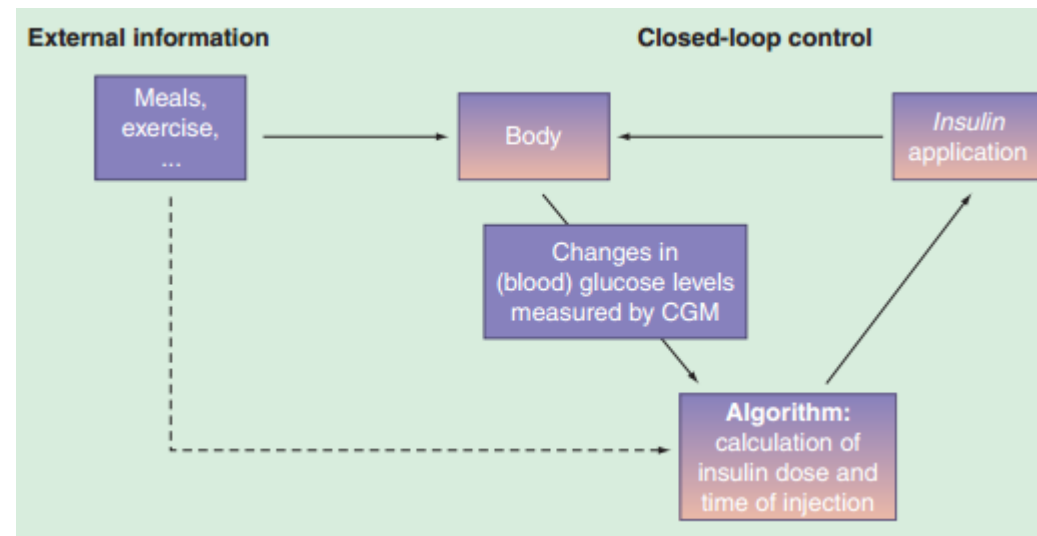 External information
Closed-loop control
Meals,
exercise,
...
Body
Insulin
application
Changes in
(blood) glucose levels
measured by CGM
Algorithm:
calculation of
insulin dose and
time of injection